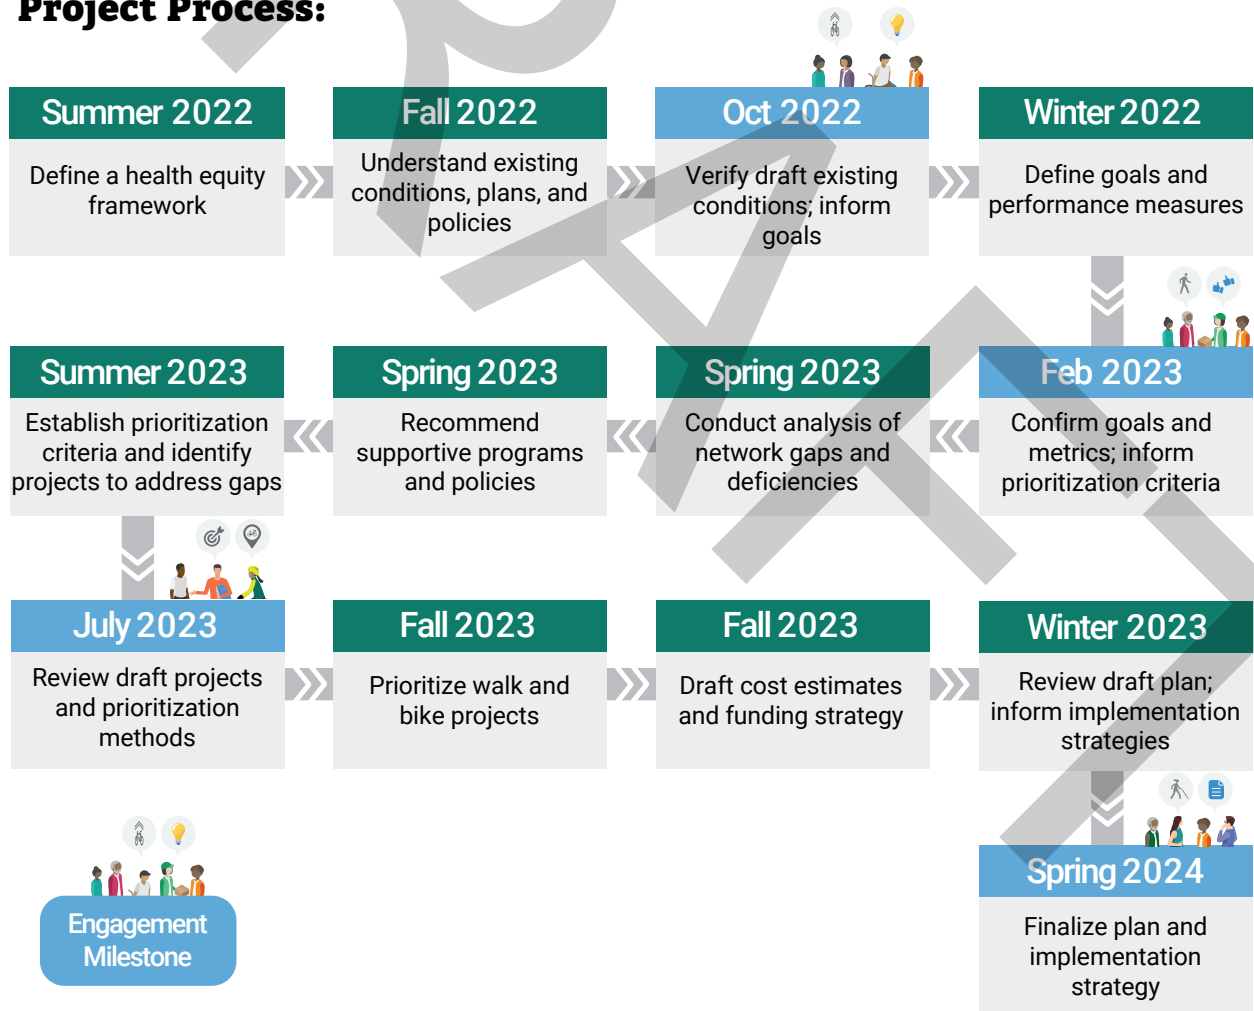 Project Process:
Summer 2022
Define a health equity
framework
Fall 2022
Understand existing
conditions, plans, and
policies
Oct 2022
Verify draft existing
conditions; inform
goals
Winter 2022
Define goals and
performance measures
Feb 2023
Confirm goals and
metrics; inform
prioritization criteria
Spring 2023
Conduct analysis of
network gaps and
deficiencies
Spring 2023
Recommend
supportive programs
and policies
Summer 2023
Establish prioritization
criteria and identify
projects to address gaps
July 2023
Review draft projects
and prioritization
methods
Fall 2023
Prioritize walk and
bike projects
Fall 2023
Draft cost estimates
and funding strategy
Winter 2023
Review draft plan;
inform implementation
strategies
Spring 2024
Finalize plan and
implementation
strategy
Engagement
Milestone
RAFT